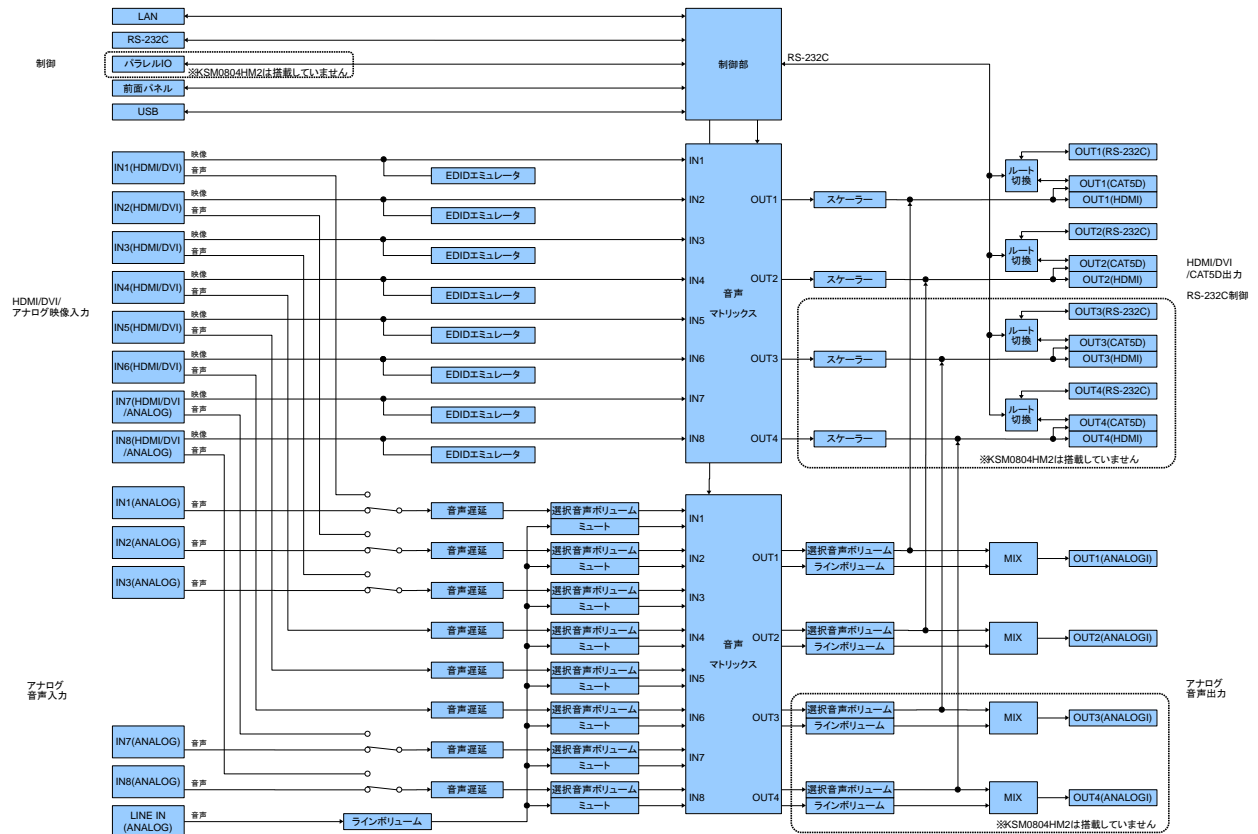 制御
LAN
RS-232C
パラレルIO
※KSM0804HM2は搭載していません
前面パネル
USB
制御部
RS-232C
HDMI/DVI/
アナログ映像入力
IN1(HDMI/DVI)
映像
音声
EDIDエミュレータ
IN2(HDMI/DVI)
映像
音声
EDIDエミュレータ
IN3(HDMI/DVI)
映像
音声
EDIDエミュレータ
IN4(HDMI/DVI)
映像
音声
EDIDエミュレータ
IN5(HDMI/DVI)
映像
音声
EDIDエミュレータ
IN6(HDMI/DVI)
映像
音声
EDIDエミュレータ
IN7(HDMI/DVI
/ANALOG)
映像
音声
EDIDエミュレータ
IN8(HDMI/DVI
/ANALOG)
映像
音声
EDIDエミュレータ
IN1
IN2
IN3
IN4
IN5
IN6
IN7
IN8
音声
マトリックス
OUT1
OUT2
OUT3
OUT4
スケーラー
スケーラー
スケーラー
スケーラー
ルート
切換
OUT1(RS-232C)
OUT1(CAT5D)
OUT1(HDMI)
ルート
切換
OUT2(RS-232C)
OUT2(CAT5D)
OUT2(HDMI)
ルート
切換
OUT3(RS-232C)
OUT3(CAT5D)
OUT3(HDMI)
ルート
切換
OUT4(RS-232C)
OUT4(CAT5D)
OUT4(HDMI)
※KSM0804HM2は搭載していません
HDMI/DVI
/CAT5D出力
RS-232C制御
アナログ
音声入力
IN1(ANALOG)
音声
IN2(ANALOG)
音声
IN3(ANALOG)
音声
IN7(ANALOG)
音声
IN8(ANALOG)
音声
LINE IN
(ANALOG)
音声
ラインボリューム
音声遅延
選択音声ボリューム
ミュート
音声遅延
選択音声ボリューム
ミュート
音声遅延
選択音声ボリューム
ミュート
音声遅延
選択音声ボリューム
ミュート
音声遅延
選択音声ボリューム
ミュート
音声遅延
選択音声ボリューム
ミュート
音声遅延
選択音声ボリューム
ミュート
音声遅延
選択音声ボリューム
ミュート
IN1
IN2
IN3
IN4
IN5
IN6
IN7
IN8
音声
マトリックス
OUT1
OUT2
OUT3
OUT4
選択音声ボリューム
ラインボリューム
MIX
OUT1(ANALOGI)
選択音声ボリューム
ラインボリューム
MIX
OUT2(ANALOGI)
選択音声ボリューム
ラインボリューム
MIX
OUT3(ANALOGI)
選択音声ボリューム
ラインボリューム
MIX
OUT4(ANALOGI)
※KSM0804HM2は搭載していません
アナログ
音声出力